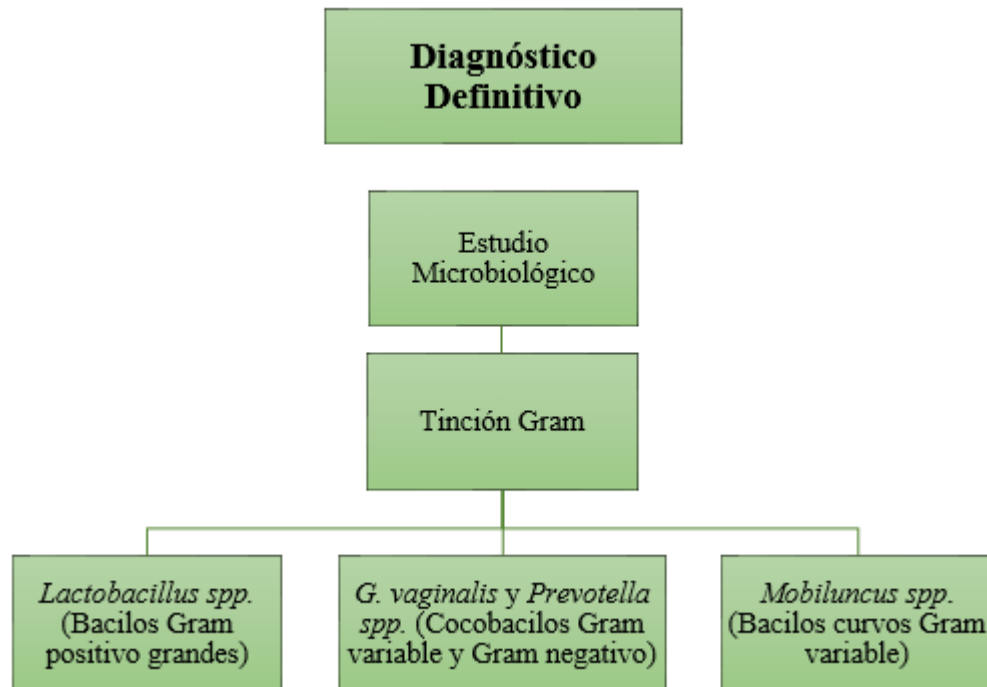 Diagnóstico
Definitivo
Estudio
Microbiológico
Tinción Gram
Lactobacillus spp.
(Bacilos Gram
positivo grandes)
G. vaginalis y Prevotella
spp. (Cocobacilos Gram
variable y Gram negativo)
Mobiluncus spp.
(Bacilos curvos Gram
variable)